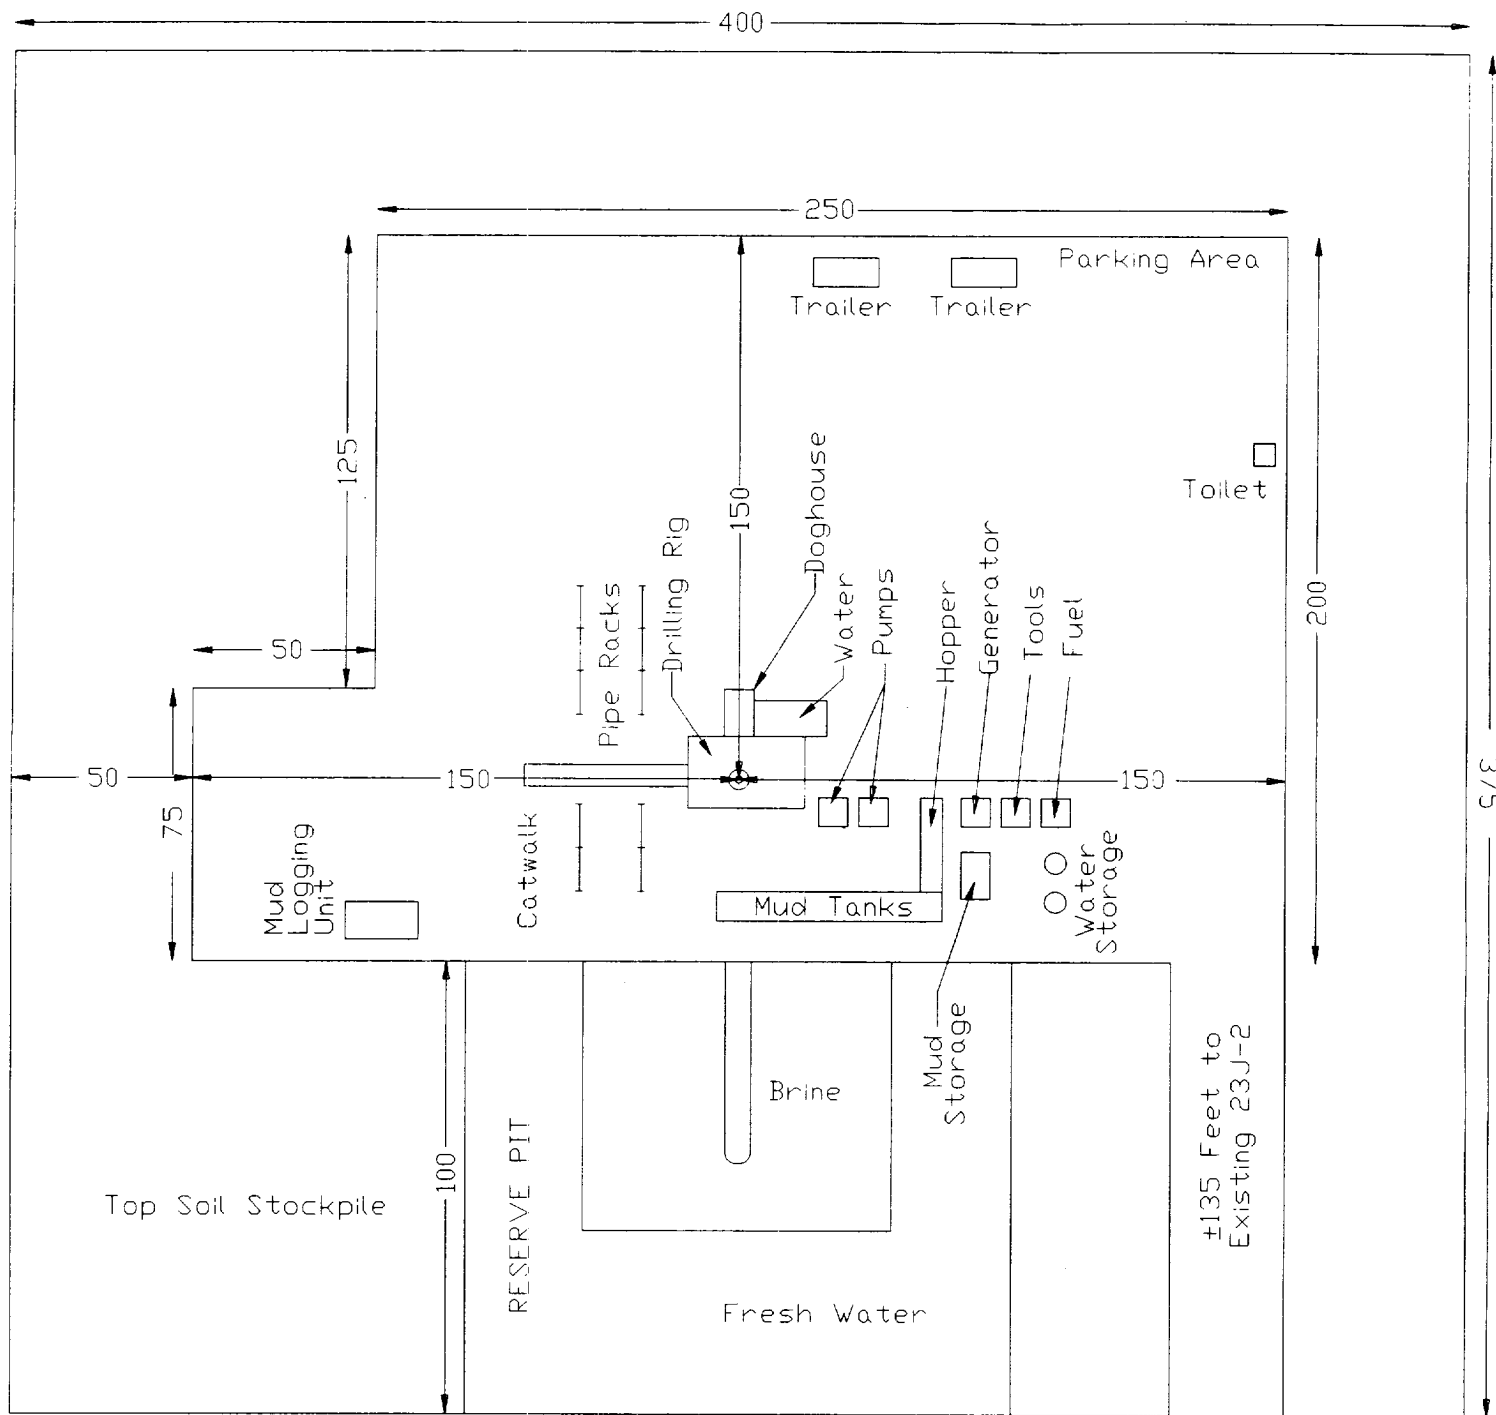 400
250
Parking Area
Trailer
Trailer
125
150
Doghouse
Toilet
Drilling Rig
Pipe Racks
Water
Pumps
Hopper
Generator
Tools
Fuel
200
50
50
150
150
375
75
Mud
Logging
Unit
Catwalk
Mud Tanks
Water
Storage
Mud
Storage
Brine
±135 Feet to
Existing 23J-2
100
RESERVE PIT
Top Soil Stockpile
Fresh Water